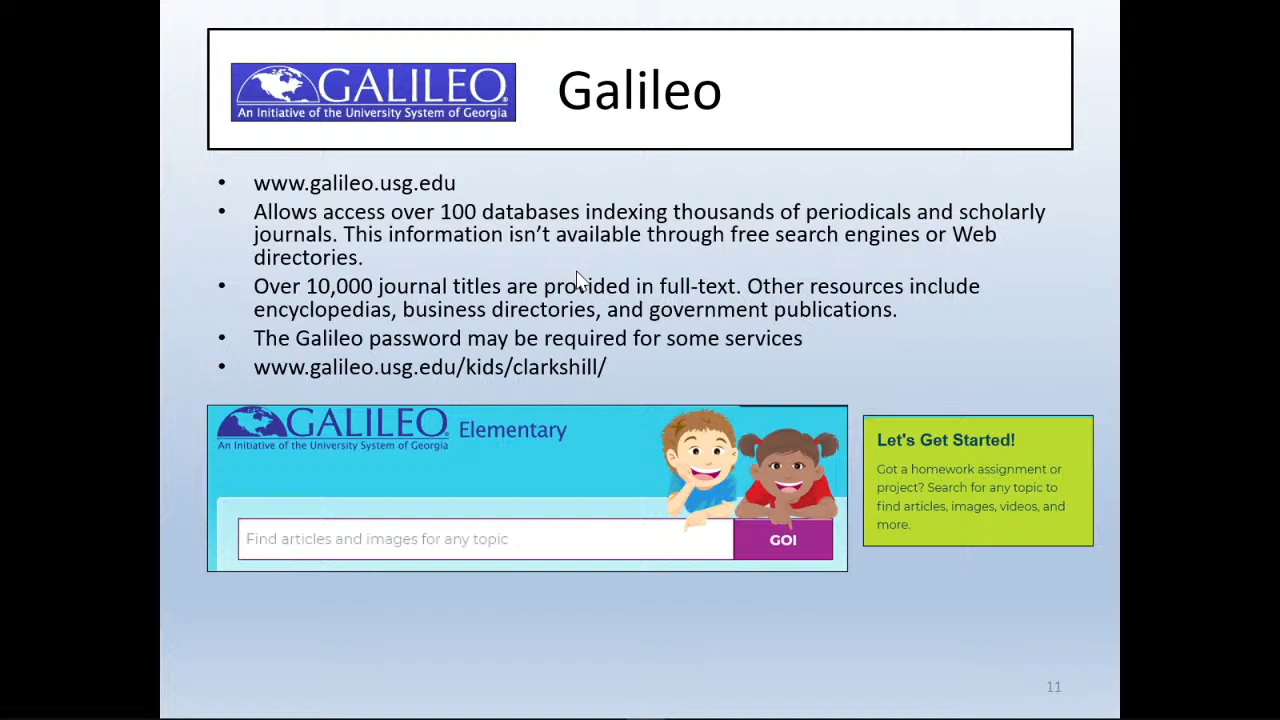 GALILEO®
An Initiative of the University System of Georgia
Galileo
• www.galileo.usg.edu
• Allows access over 100 databases indexing thousands of periodicals and scholarly
journals. This information isn’t available through free search engines or Web
directories.
• Over 10,000 journal titles are provided in full-text. Other resources include
encyclopedias, business directories, and government publications.
• The Galileo password may be required for some services
• www.galileo.usg.edu/kids/clarkshill/
GALILEO®
Elementary
An Initiative of the University System of Georgia
Find articles and images for any topic
GO!
Let's Get Started!
Got a homework assignment or
project? Search for any topic to
find articles, images, videos, and
more.
11